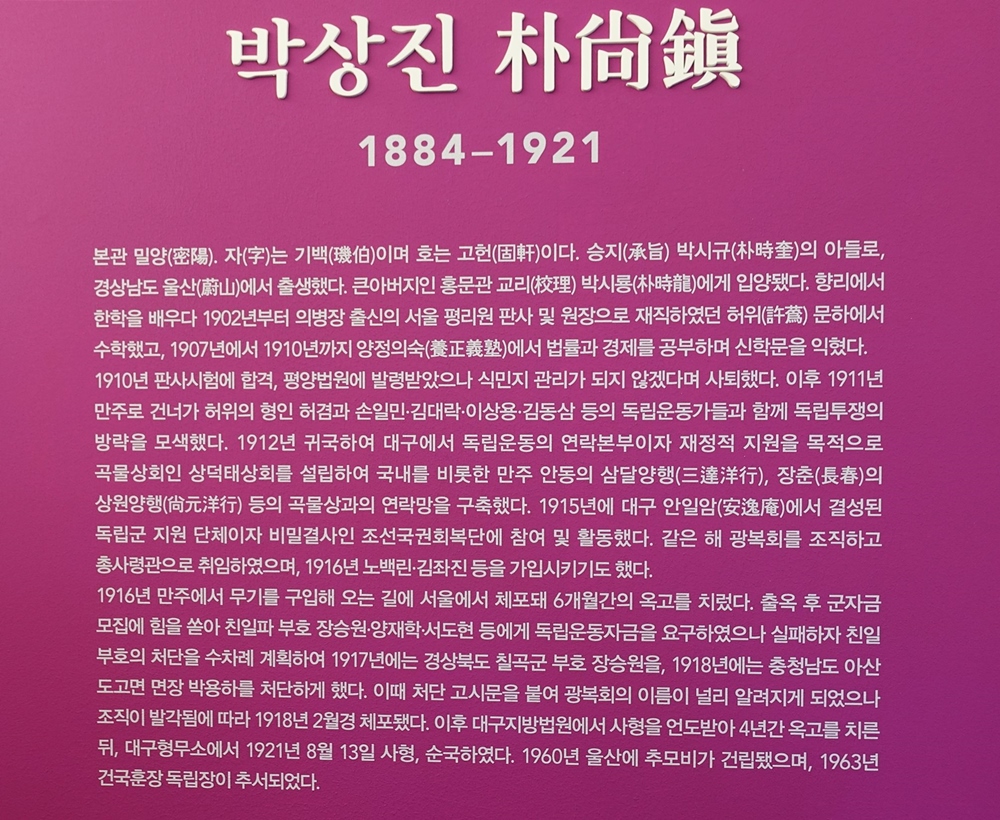 박상진 朴尙鎭
1884–1921
본관 밀양(密陽). 자(字)는 기백(璣伯)이며 호는 고헌(固軒)이다. 승지(承旨) 박시규(朴時奎)의 아들로,
경상남도 울산(蔚山)에서 출생했다. 큰아버지인 홍문관 교리(校理) 박시룡(朴時龍)에게 입양됐다. 향리에서
한학을 배우다 1902년부터 의병장 출신의 서울 평리원 판사 및 원장으로 재직하였던 허위(許蔿) 문하에서
수학했고, 1907년에서 1910년까지 양정의숙(養正義塾)에서 법률과 경제를 공부하며 신학문을 익혔다.
1910년 판사시험에 합격, 평양법원에 발령받았으나 식민지 관리가 되지 않겠다며 사퇴했다. 이후 1911년
만주로 건너가 허위의 형인 허겸과 손일민·김대락·이상용·김동삼 등의 독립운동가들과 함께 독립투쟁의
방략을 모색했다. 1912년 귀국하여 대구에서 독립운동의 연락본부이자 재정적 지원을 목적으로
곡물상회인 상덕태상회를 설립하여 국내를 비롯한 만주 안동의 삼달양행(三達洋行), 장춘(長春)의
상원양행(尙元洋行) 등의 곡물상과의 연락망을 구축했다. 1915년에 대구 안일암(安逸庵)에서 결성된
독립군 지원 단체이자 비밀결사인 조선국권회복단에 참여 및 활동했다. 같은 해 광복회를 조직하고
총사령관으로 취임하였으며, 1916년 노백린·김좌진 등을 가입시키기도 했다.
1916년 만주에서 무기를 구입해 오는 길에 서울에서 체포돼 6개월간의 옥고를 치렀다. 출옥 후 군자금
모집에 힘을 쏟아 친일파 부호 장승원·양재학·서도현 등에게 독립운동자금을 요구하였으나 실패하자 친일
부호의 처단을 수차례 계획하여 1917년에는 경상북도 칠곡군 부호 장승원을, 1918년에는 충청남도 아산
도고면 면장 박용하를 처단하게 했다. 이때 처단 고시문을 붙여 광복회의 이름이 널리 알려지게 되었으나
조직이 발각됨에 따라 1918년 2월경 체포됐다. 이후 대구지방법원에서 사형을 언도받아 4년간 옥고를 치른
뒤, 대구형무소에서 1921년 8월 13일 사형, 순국하였다. 1960년 울산에 추모비가 건립됐으며, 1963년
건국훈장 독립장이 추서되었다.